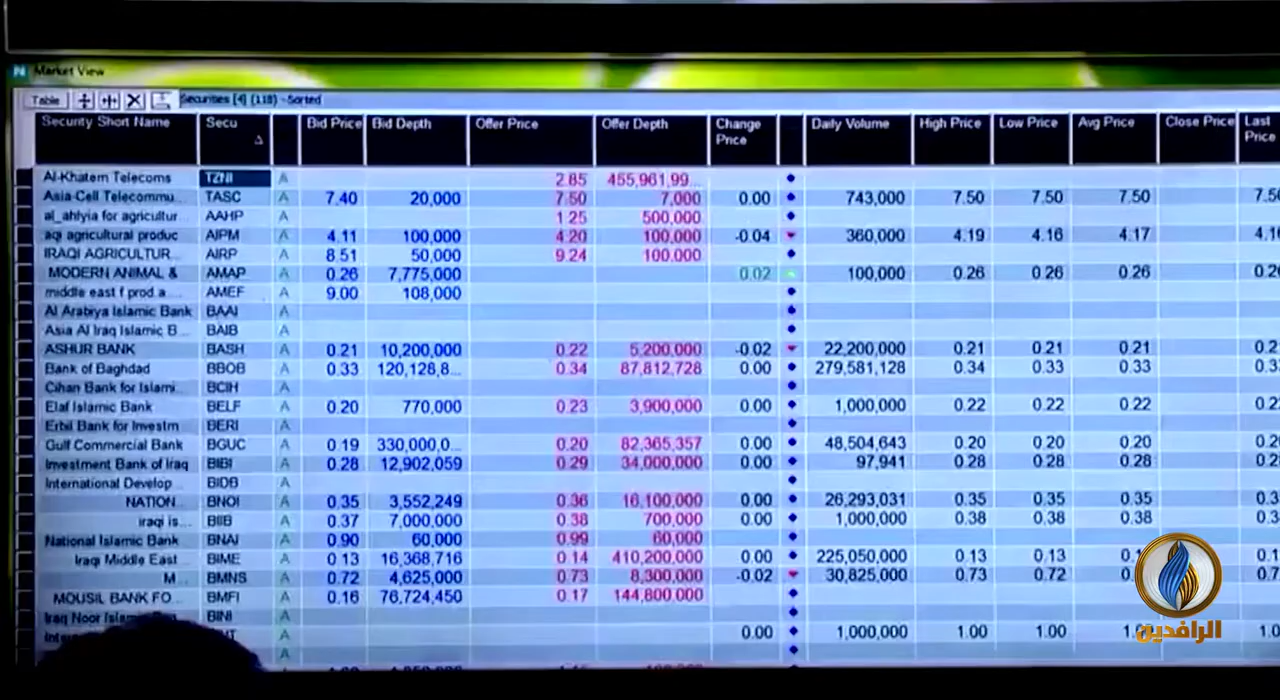 Market View
Table Securities [4] (118) - Sorted
Security Short Name Secu Bid Price Bid Depth Offer Price Offer Depth Change Price Daily Volume High Price Low Price Avg Price Close Price Last Price
Al-Khatem Telecoms TZNI A 2.85 455,961,99...
Asia-Cell Telecommu... TASC A 7.40 20,000 7.50 7,000 0.00 743,000 7.50 7.50 7.50
al_ahlyia for agricultur... AAHP A 1.25 500,000
aqi agricultural produc AIPM A 4.11 100,000 4.20 100,000 -0.04 360,000 4.19 4.16 4.17
IRAQI AGRICULTUR... AIRP A 8.51 50,000 9.24 100,000
MODERN ANIMAL & AMAP A 0.26 7,775,000 0.02 100,000 0.26 0.26 0.26
middle east f prod a... AMEF A 9.00 108,000
Al Arabiya Islamic Bank BAAI A
Asia Al Iraq Islamic B... BAIB A
ASHUR BANK BASH A 0.21 10,200,000 0.22 5,200,000 -0.02 22,200,000 0.21 0.21 0.21
Bank of Baghdad BBOB A 0.33 120,128,8... 0.34 87,812,728 0.00 279,581,128 0.34 0.33 0.33
Cihan Bank for Islami... BCIH A
Elaf Islamic Bank BELF A 0.20 770,000 0.23 3,900,000 0.00 1,000,000 0.22 0.22 0.22
Erbil Bank for Investm BERI A
Gulf Commercial Bank BGUC A 0.19 330,000,0... 0.20 82,365,357 0.00 48,504,643 0.20 0.20 0.20
Investment Bank of Iraq BIBI A 0.28 12,902,059 0.29 34,000,000 0.00 97,941 0.28 0.28 0.28
International Develop... BIDB A
NATION... BNOI A 0.35 3,552,249 0.36 16,100,000 0.00 26,293,031 0.35 0.35 0.35
iraqi is... BIIB A 0.37 7,000,000 0.38 700,000 0.00 1,000,000 0.38 0.38 0.38
National Islamic Bank BNAI A 0.90 60,000 0.99 60,000
Iraqi Middle East BIME A 0.13 16,368,716 0.14 410,200,000 0.00 225,050,000 0.13 0.13
M... BMNS A 0.72 4,625,000 0.73 8,300,000 -0.02 30,825,000 0.73 0.72
MOUSIL BANK FO... BMFI A 0.16 76,724,450 0.17 144,800,000
Iraq Noor BINI A
A 0.00 1,000,000 1.00 1.00
A
الرافدين